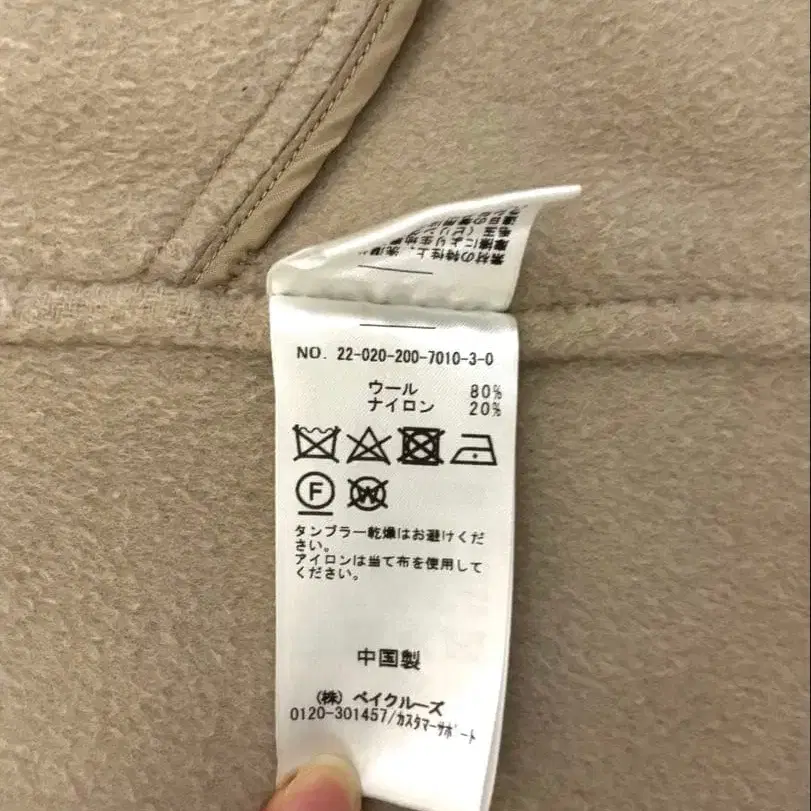 NO. 22-020-200-7010-3-0
ウール 80%
ナイロン 20%
F
W
タンブラー乾燥はお避けくだ
さい。
アイロンは当て布を使用して
ください。
中国製
(株) ベイクルーズ
0120-301457/カスタマーサポート